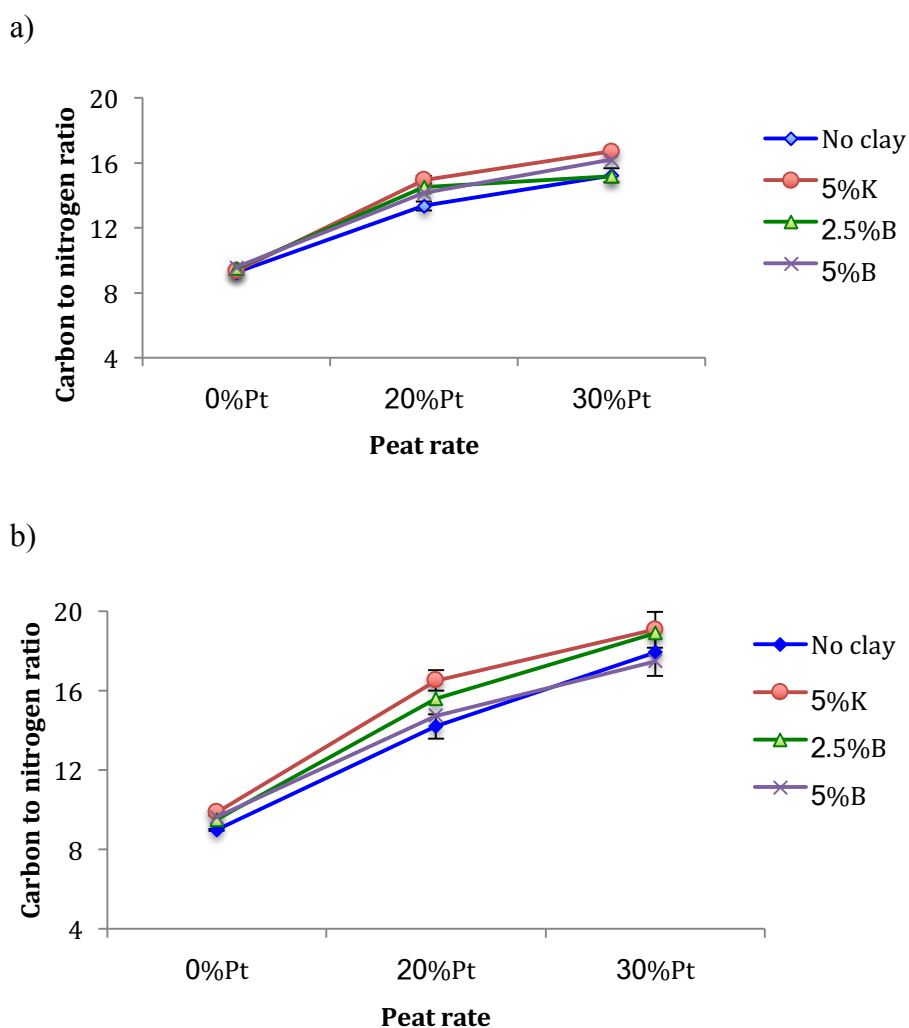 a)
20
16
12
8
4
Carbon to nitrogen ratio
0%Pt 20%Pt 30%Pt
Peat rate
No clay
5%K
2.5%B
5%B
b)
20
16
12
8
4
Carbon to nitrogen ratio
0%Pt 20%Pt 30%Pt
Peat rate
No clay
5%K
2.5%B
5%B